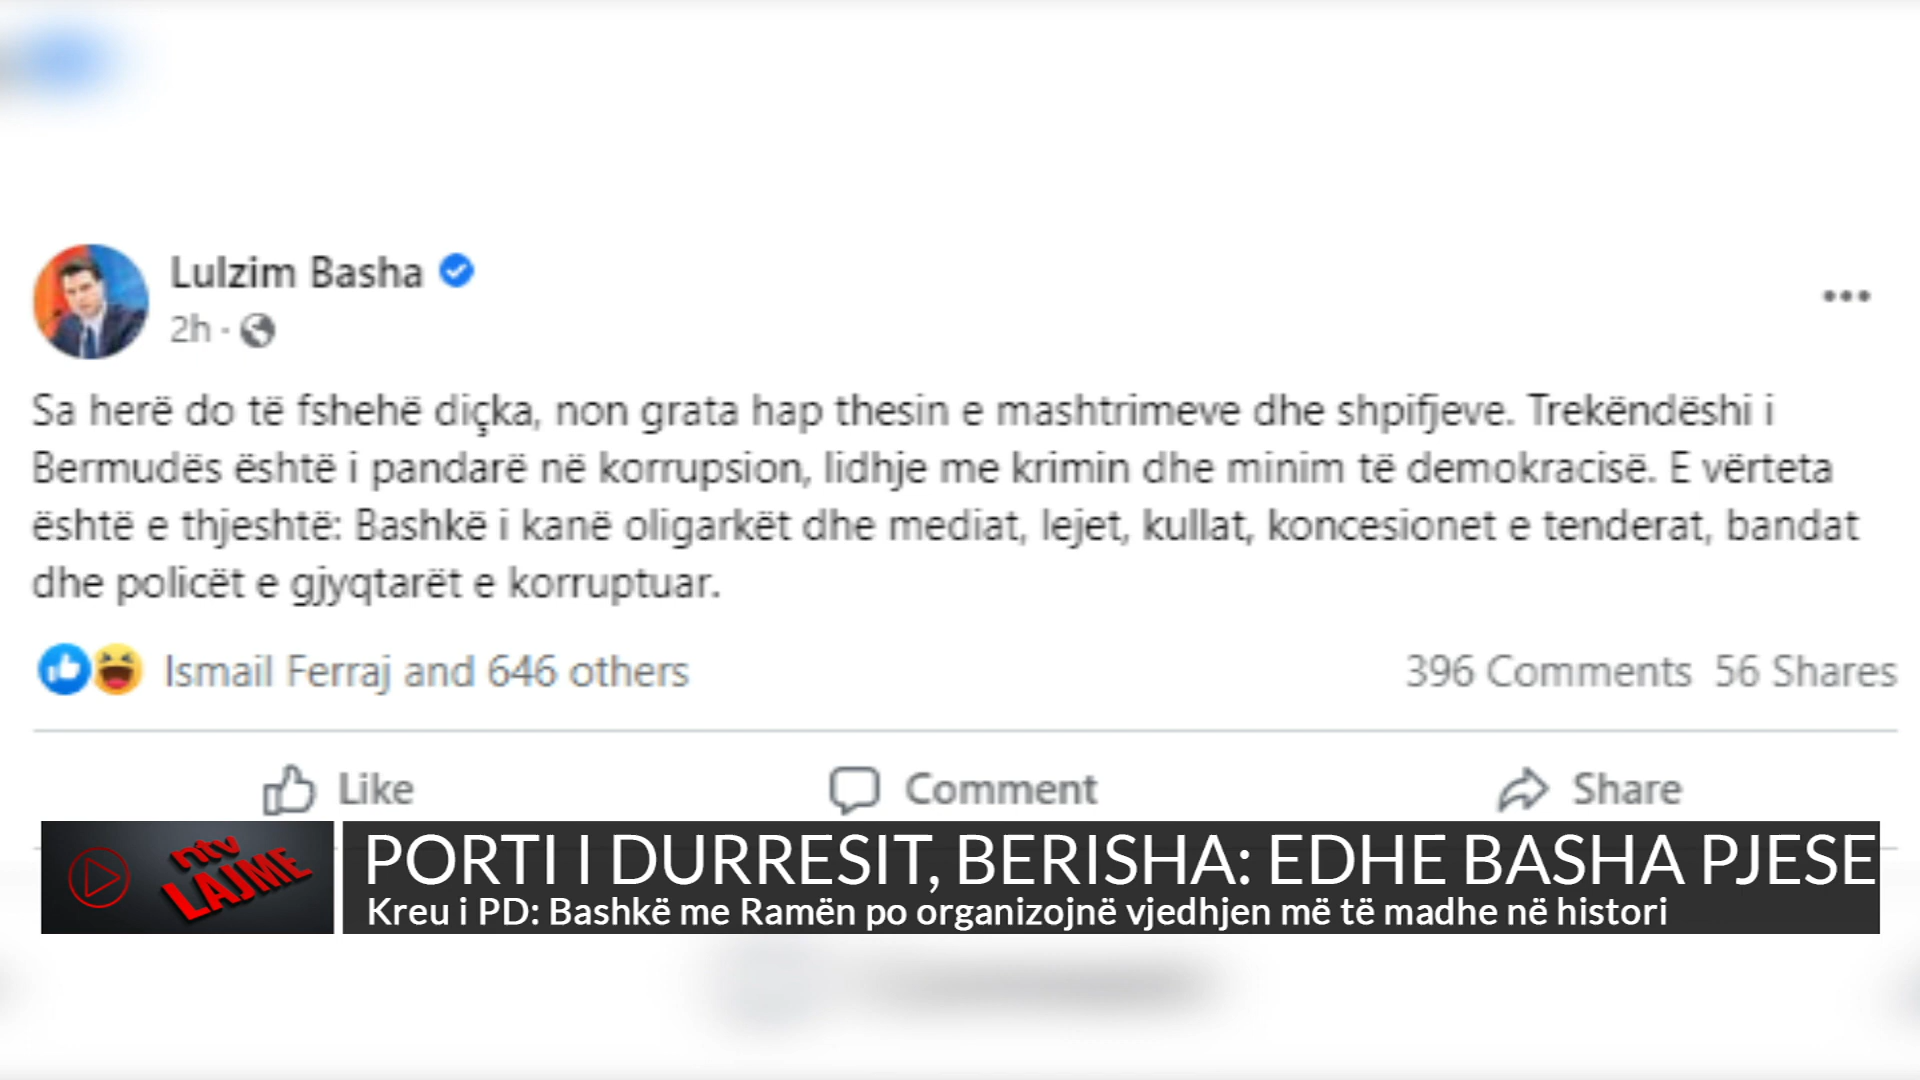 Lulzim Basha
2h ·
Sa herë do të fshehë diçka, non grata hap thesin e mashtrimeve dhe shpifjeve. Trekëndëshi i
Bermudës është i pandarë në korrupsion, lidhje me krimin dhe minim të demokracisë. E vërteta
është e thjeshtë: Bashkë i kanë oligarkët dhe mediat, lejet, kullat, koncesionet e tenderat, bandat
dhe policët e gjyqtarët e korruptuar.
Ismail Ferraj and 646 others
396 Comments 56 Shares
Like Comment Share
ntv
LAJME
PORTI I DURRESIT, BERISHA: EDHE BASHA PJESE
Kreu i PD: Bashkë me Ramën po organizojnë vjedhjen më të madhe në histori